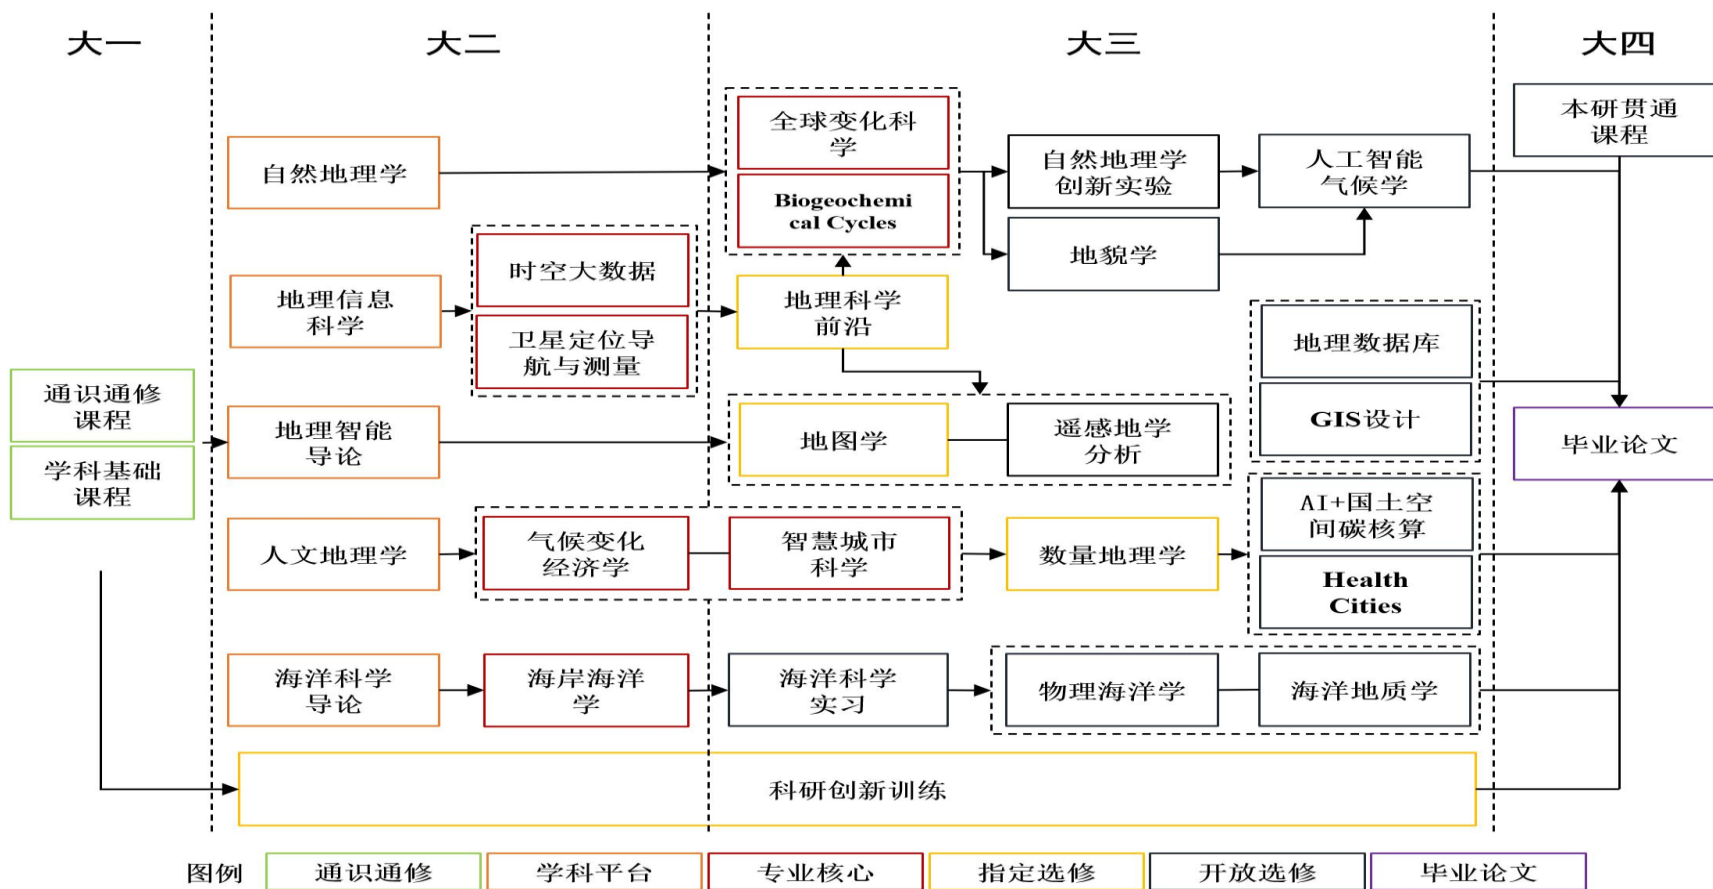 大一
大二
大三
大四
通识通修
课程
学科基础
课程
自然地理学
地理信息
科学
地理智能
导论
人文地理学
海洋科学
导论
时空大数据
卫星定位导
航与测量
气候变化
经济学
海岸海洋
学
全球变化科
学
Biogeochemi
cal Cycles
地理科学
前沿
地图学
智慧城市
科学
海洋科学
实习
自然地理学
创新实验
地貌学
遥感地学
分析
数量地理学
物理海洋学
人工智能
气候学
地理数据库
GIS设计
AI+国土空
间碳核算
Health
Cities
海洋地质学
科研创新训练
本研贯通
课程
毕业论文
图例
通识通修
学科平台
专业核心
指定选修
开放选修
毕业论文